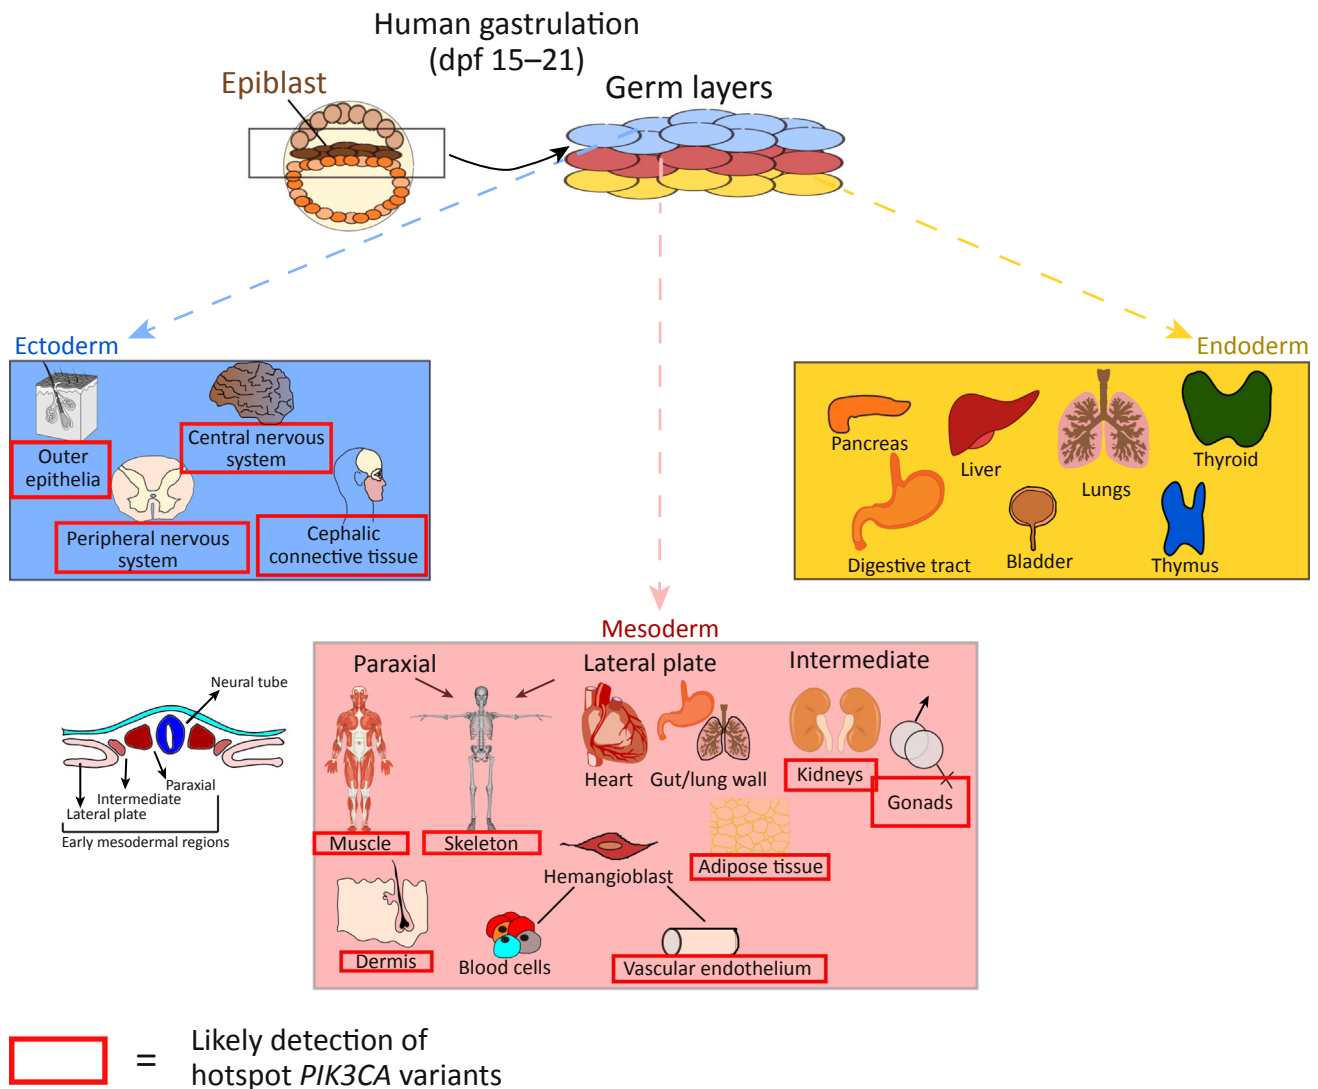 Human gastrulation
(dpf 15–21)
Epiblast
Germ layers
Ectoderm
Outer
epithelia
Central nervous
system
Peripheral nervous
system
Cephalic
connective tissue
Endoderm
Pancreas
Liver
Lungs
Thyroid
Digestive tract
Bladder
Thymus
Mesoderm
Paraxial
Lateral plate
Intermediate
Muscle
Skeleton
Heart
Gut/lung wall
Kidneys
Gonads
Adipose tissue
Hemangioblast
Dermis
Blood cells
Vascular endothelium
Neural tube
Paraxial
Intermediate
Lateral plate
Early mesodermal regions
=
Likely detection of
hotspot PIK3CA variants